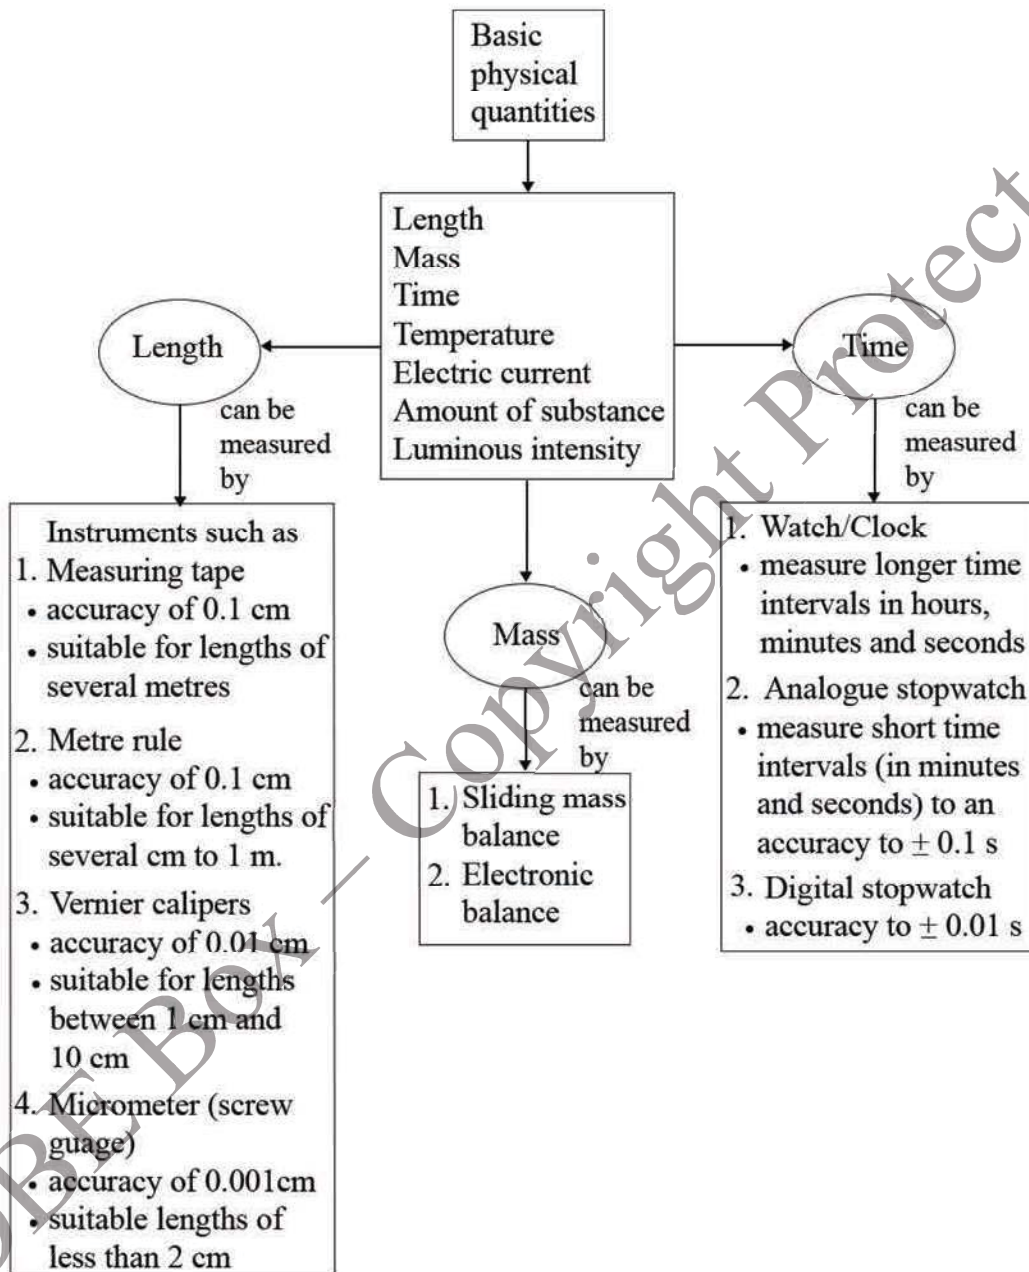 Basic
physical
quantities
Length
Mass
Time
Temperature
Electric current
Amount of substance
Luminous intensity
Length
can be
measured
by
Instruments such as
1. Measuring tape
• accuracy of 0.1 cm
• suitable for lengths of
several metres
2. Metre rule
• accuracy of 0.1 cm
• suitable for lengths of
several cm to 1 m.
3. Vernier calipers
• accuracy of 0.01 cm
• suitable for lengths
between 1 cm and
10 cm
4. Micrometer (screw
guage)
• accuracy of 0.001cm
• suitable lengths of
less than 2 cm
Mass
can be
measured
by
1. Sliding mass
balance
2. Electronic
balance
Time
can be
measured
by
1. Watch/Clock
• measure longer time
intervals in hours,
minutes and seconds
2. Analogue stopwatch
• measure short time
intervals (in minutes
and seconds) to an
accuracy to ± 0.1 s
3. Digital stopwatch
• accuracy to ± 0.01 s
Box – Copyright Protect